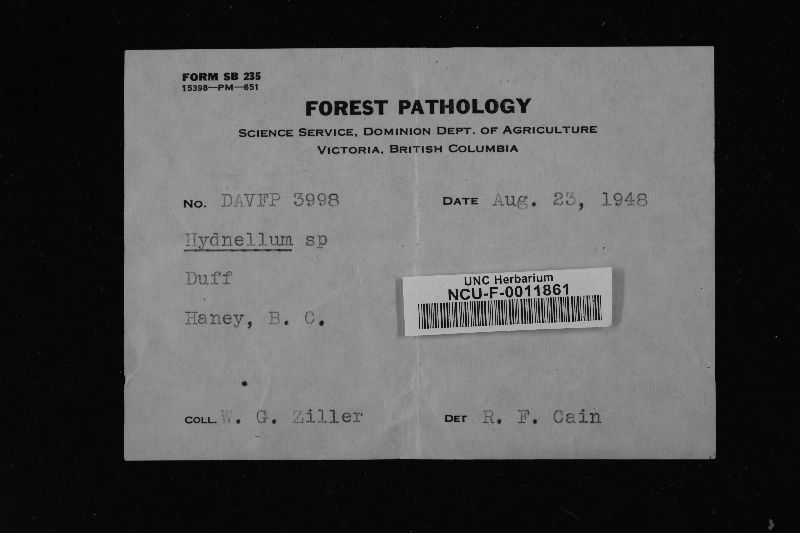 FORM SB 235
15398—PM—651
FOREST PATHOLOGY
SCIENCE SERVICE, DOMINION DEPT. OF AGRICULTURE
VICTORIA, BRITISH COLUMBIA
NO. DAVFP 3998
DATE Aug. 23, 1948
Hydnellum sp
Duff
Haney, B. C.
UNC Herbarium
NCU-F-0011861
COLL. W. G. Ziller
DET R. F. Cain